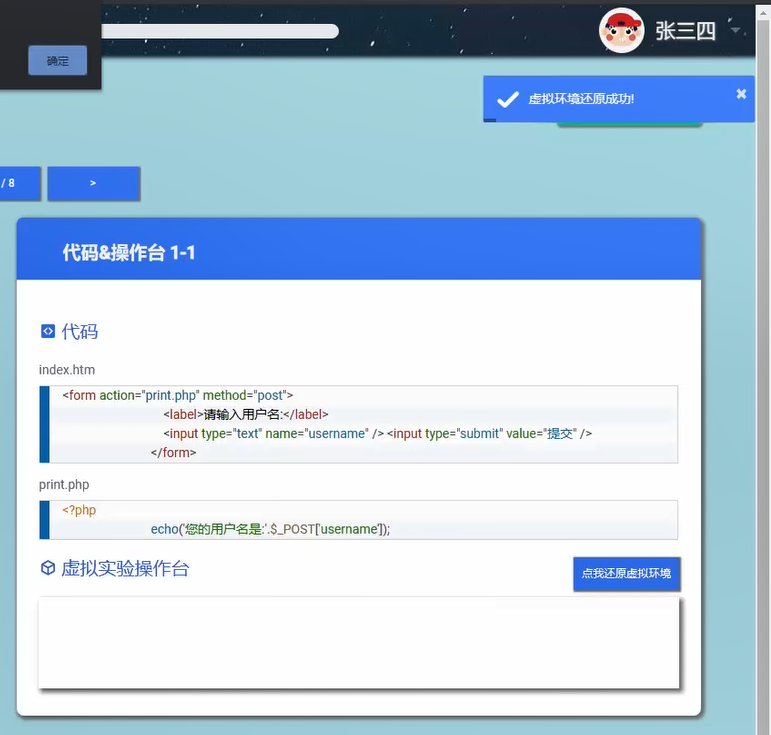 张三四
确定
虚拟环境还原成功!
/ 8
>
代码&操作台 1-1
代码
index.htm
<form action="print.php" method="post">
<label>请输入用户名:</label>
<input type="text" name="username" /> <input type="submit" value="提交" />
</form>
print.php
<?php
echo('您的用户名是:'.$_POST['username']);
虚拟实验操作台
点我还原虚拟环境